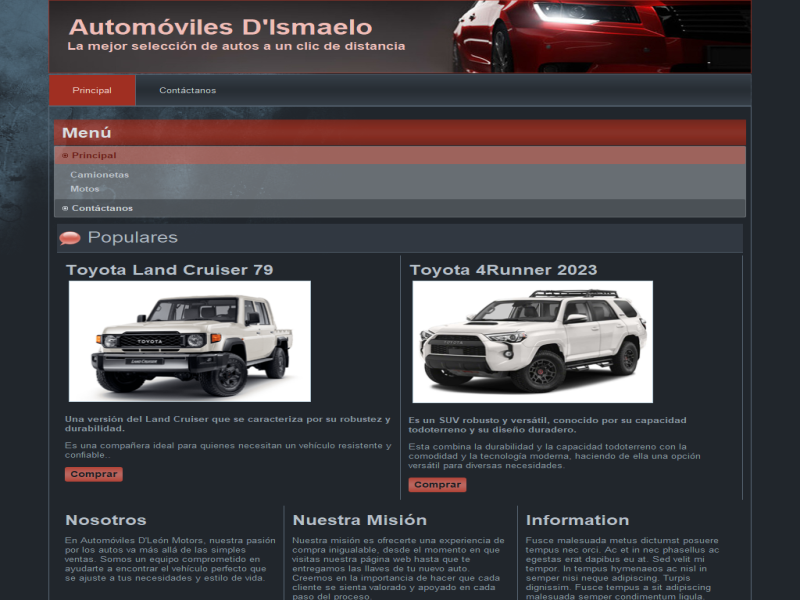 Automóviles D'Ismaelo
La mejor selección de autos a un clic de distancia
Principal
Contáctanos
Menú
Principal
Camionetas
Motos
Contáctanos
Populares
Toyota Land Cruiser 79
TOYOTA
Una versión del Land Cruiser que se caracteriza por su robustez y
durabilidad.
Es una compañera ideal para quienes necesitan un vehículo resistente y
confiable..
Comprar
Toyota 4Runner 2023
TOYOTA
Es un SUV robusto y versátil, conocido por su capacidad
todoterreno y su diseño duradero.
Esta combina la durabilidad y la capacidad todoterreno con la
comodidad y la tecnología moderna, haciendo de ella una opción
versátil para diversas necesidades.
Comprar
Nosotros
En Automóviles D'León Motors, nuestra pasión
por los autos va más allá de las simples
ventas. Somos un equipo comprometido en
ayudarte a encontrar el vehículo perfecto que
se ajuste a tus necesidades y estilo de vida.
Nuestra Misión
Nuestra misión es ofrecerte una experiencia de
compra inigualable, desde el momento en que
visitas nuestra página web hasta que te
entregamos las llaves de tu nuevo auto.
Creemos en la importancia de hacer que cada
cliente se sienta valorado y apoyado en cada
paso del proceso.
Information
Fusce malesuada metus dictumst posuere
tempus nec orci. Ac et in nec phasellus ac
egestas erat dapibus eu at. Sed velit mi
tempor. In tempus hymenaeos ac nisl in
semper nisi neque adipiscing. Turpis
dignissim. Fusce tempus a sit adipiscing
malesuada semper condimentum ligula.